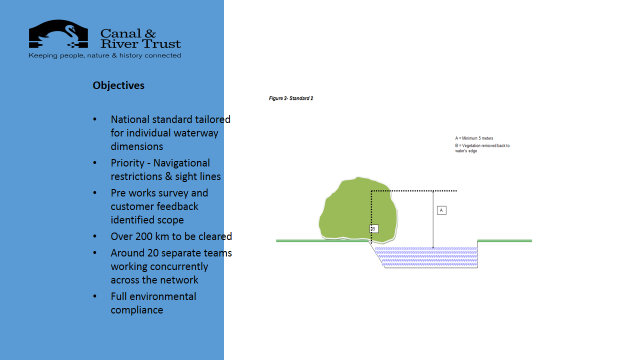 Canal &
River Trust
Keeping people, nature & history connected
Objectives
• National standard tailored
for individual waterway
dimensions
• Priority - Navigational
restrictions & sight lines
• Pre works survey and
customer feedback
identified scope
• Over 200 km to be cleared
• Around 20 separate teams
working concurrently
across the network
• Full environmental
compliance
Figure 2- Standard 2
A = Minimum 5 meters
B = Vegetation removed back to
water's edge
A